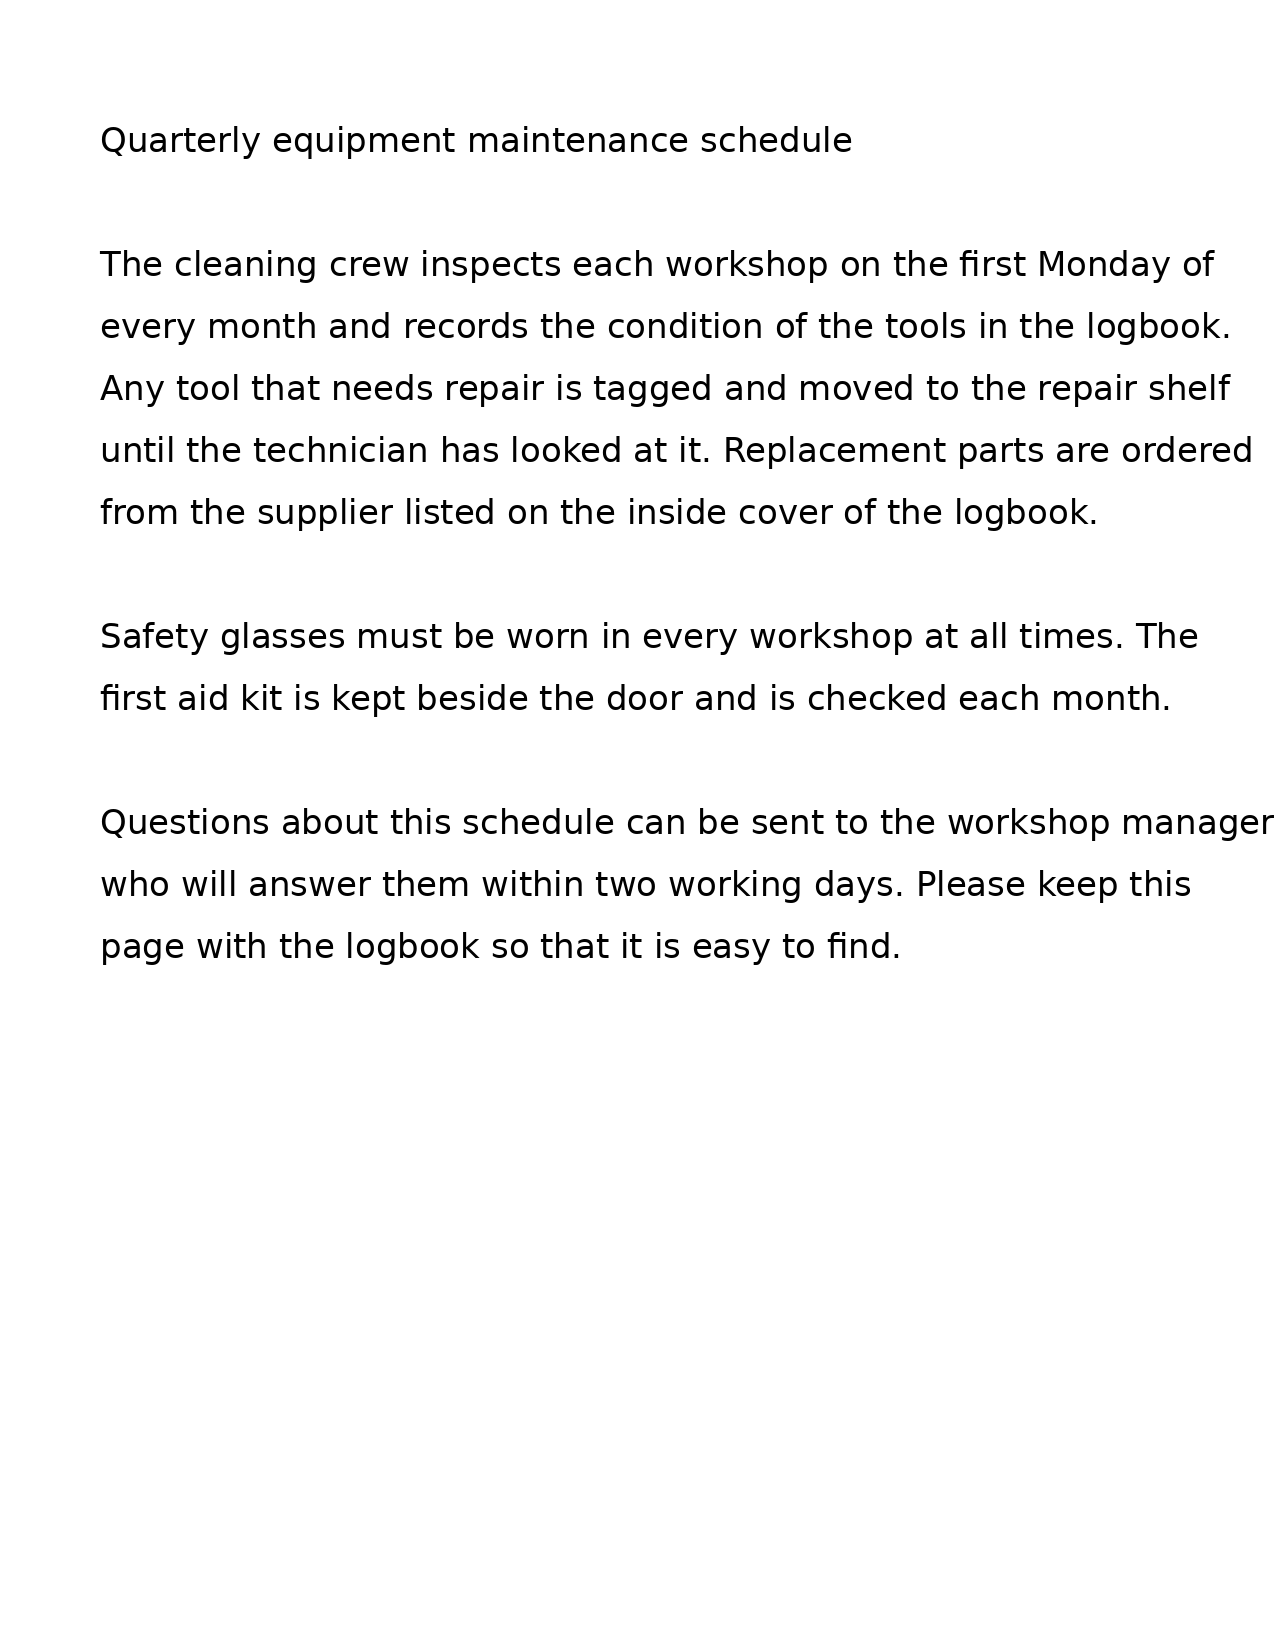 Quarterly equipment maintenance schedule
The cleaning crew inspects each workshop on the first Monday of
every month and records the condition of the tools in the logbook.
Any tool that needs repair is tagged and moved to the repair shelf
until the technician has looked at it. Replacement parts are ordered
from the supplier listed on the inside cover of the logbook.
Safety glasses must be worn in every workshop at all times. The
first aid kit is kept beside the door and is checked each month.
Questions about this schedule can be sent to the workshop manager
who will answer them within two working days. Please keep this
page with the logbook so that it is easy to find.